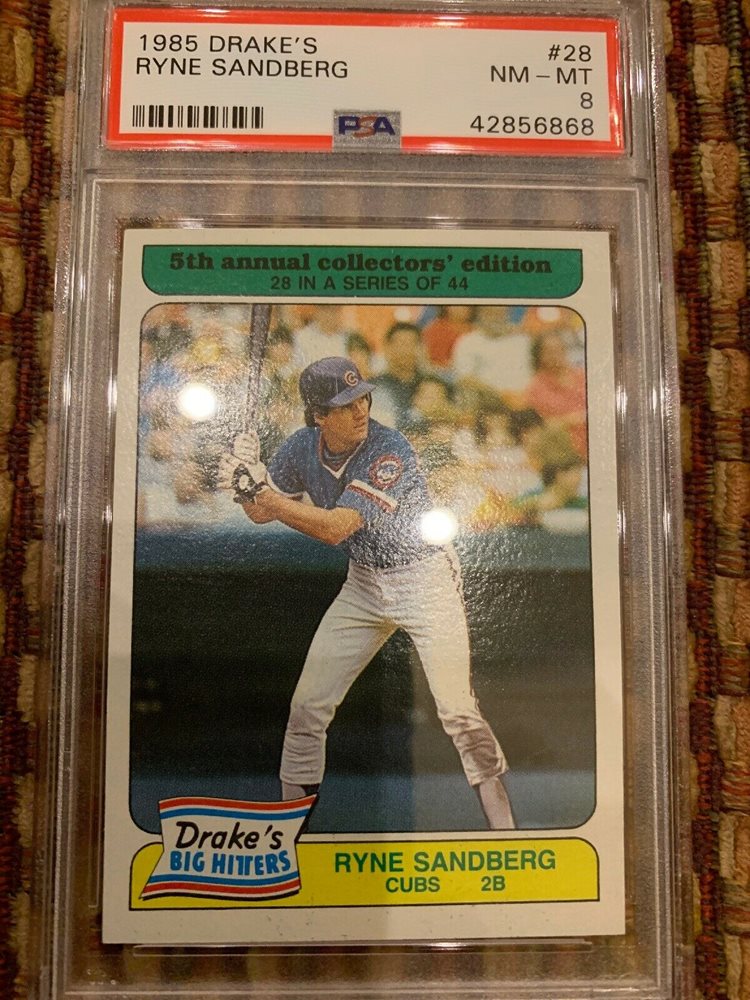 1985 DRAKE'S #28
RYNE SANDBERG NM - MT
8
PSA 42856868
5th annual collectors' edition
28 IN A SERIES OF 44
C
Drake's
BIG HITTERS
RYNE SANDBERG
CUBS 2B